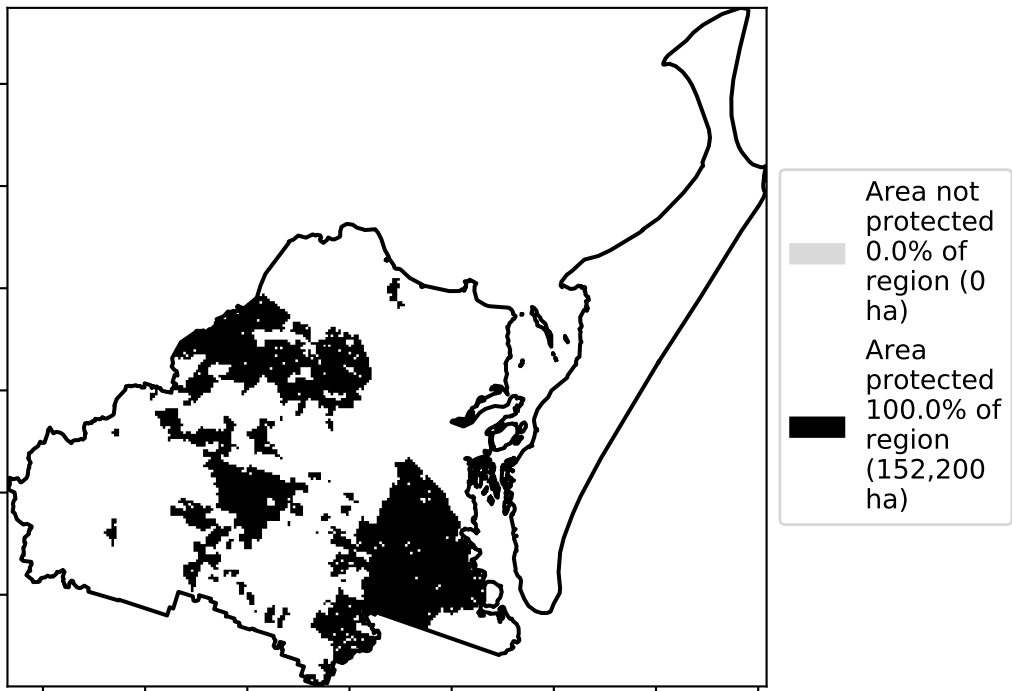 Area not
protected
0.0% of
region (0
ha)
Area
protected
100.0% of
region
(152,200
ha)